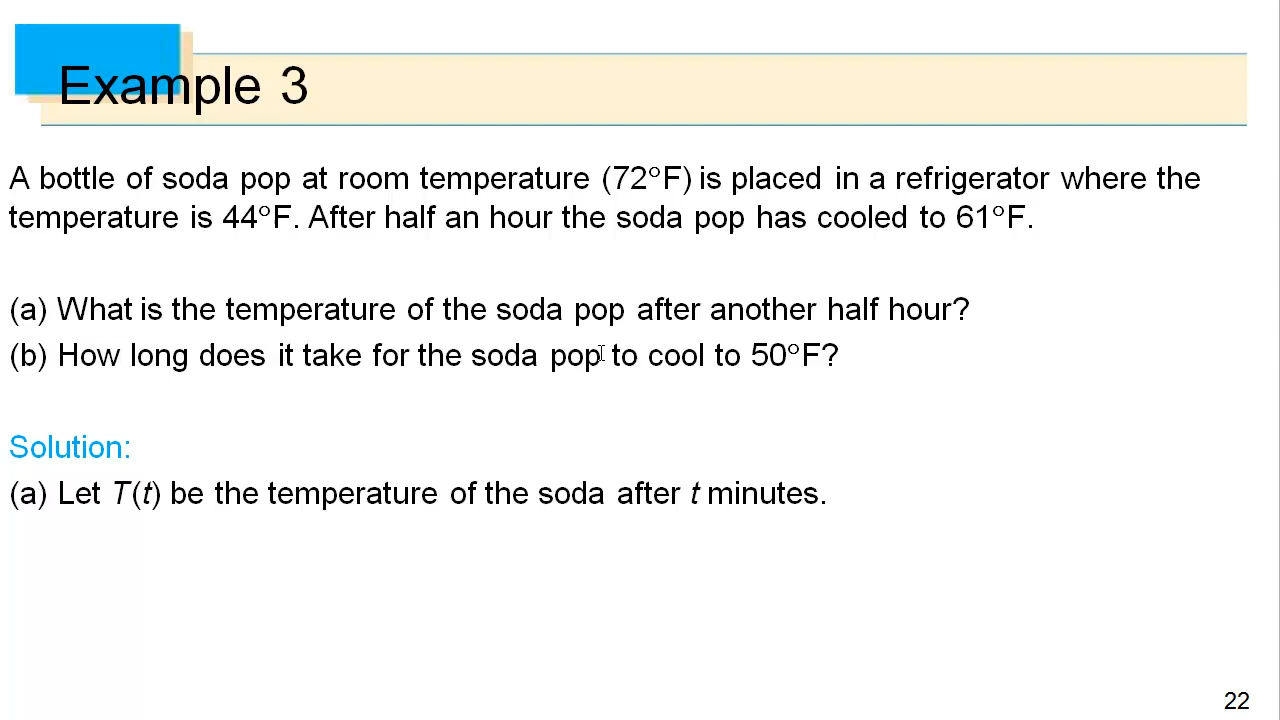 Example 3
A bottle of soda pop at room temperature (72°F) is placed in a refrigerator where the
temperature is 44°F. After half an hour the soda pop has cooled to 61°F.
(a) What is the temperature of the soda pop after another half hour?
(b) How long does it take for the soda pop to cool to 50°F?
Solution:
(a) Let T(t) be the temperature of the soda after t minutes.
22